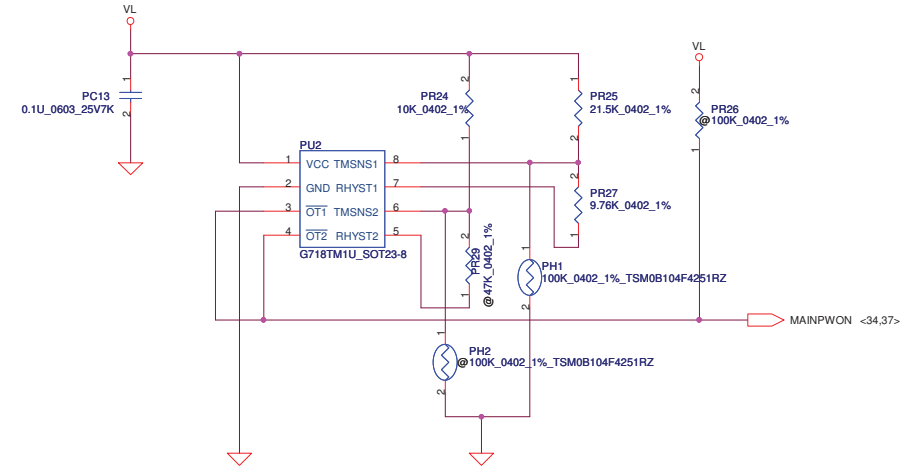 VL
VL
1
PC13
0.1U_0603_25V7K
2
2
PR24
10K_0402_1%
1
1
PR25
21.5K_0402_1%
2
2
PR26
@100K_0402_1%
1
PU2
1 VCC TMSNS1 8
2 GND RHYST1 7
3 OT1 TMSNS2 6
4 OT2 RHYST2 5
G718TM1U_SOT23-8
2
PR27
9.76K_0402_1%
1
2
PR29
@47K_0402_1%
1
1
PH1
100K_0402_1%_TSM0B104F4251RZ
2
MAINPWON <34,37>
1
PH2
@100K_0402_1%_TSM0B104F4251RZ
2